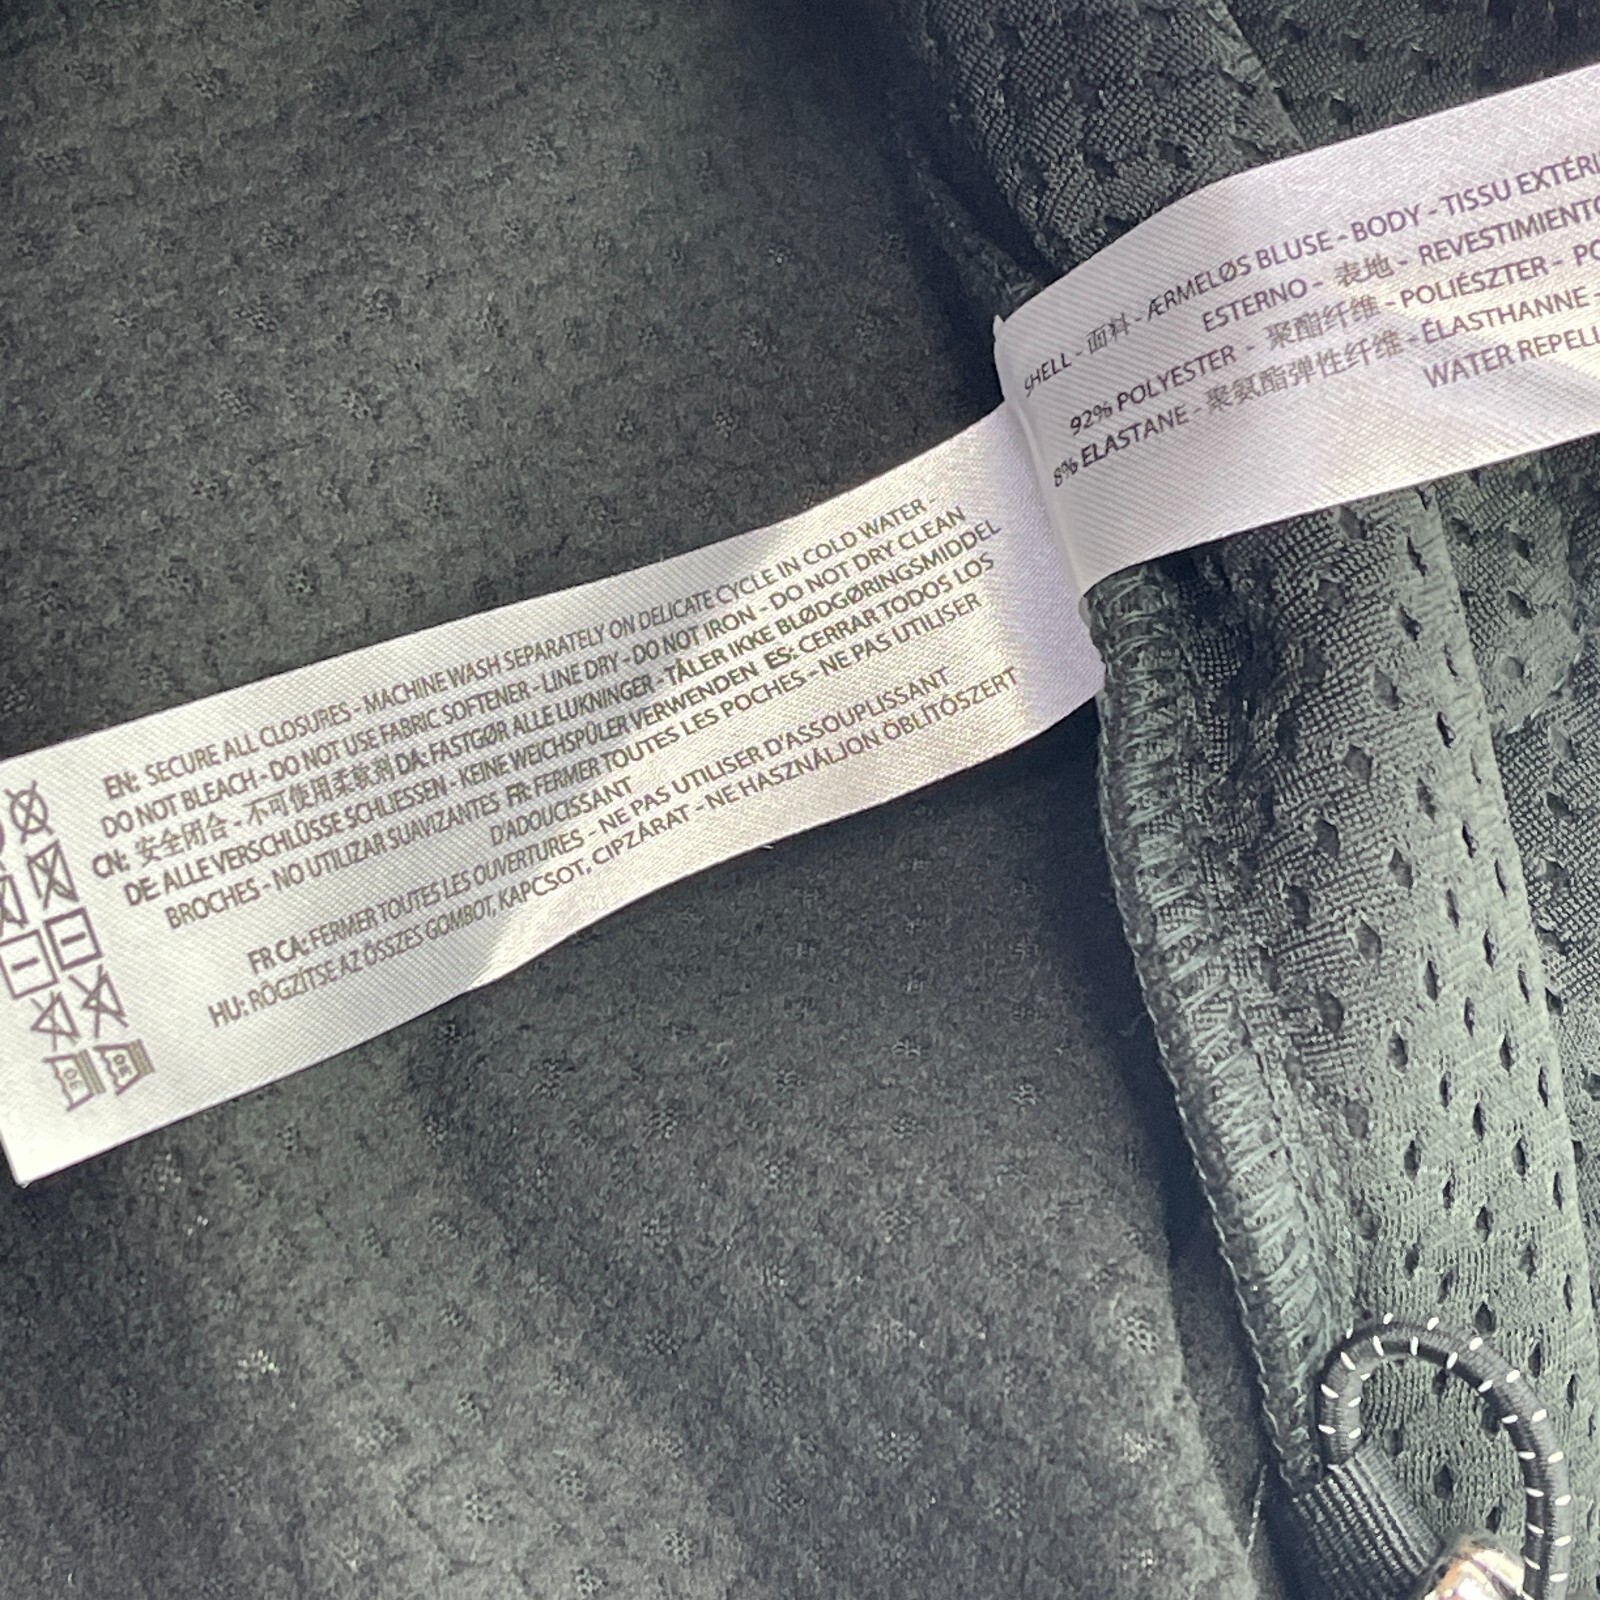 SHELL - 面料 - ÆRMELØS BLUSE - BODY - TISSU
ESTERNO - 表地 - REVESTIMIENTO
92% POLYESTER - 聚酯纤维 - POLIÉSZTER -
8% ELASTANE - 聚氨酯弹性纤维 - ÉLASTHANNE -
WATER
EN: SECURE ALL CLOSURES - MACHINE WASH SEPARATELY ON DELICATE CYCLE IN COLD WATER -
DO NOT BLEACH - DO NOT USE FABRIC SOFTENER - LINE DRY - DO NOT IRON - DO NOT DRY CLEAN
CN: 安全闭合 - 不可使用柔软剂 DA: FASTGØR ALLE LUKNINGER - TÅLER IKKE BLØDGØRINGSMIDDEL
DE: ALLE VERSCHLÜSSE SCHLIESSEN - KEINE WEICHSPÜLER VERWENDEN ES: CERRAR TODOS LOS
BROCHES - NO UTILIZAR SUAVIZANTES FR: FERMER TOUTES LES POCHES - NE PAS UTILISER
D'ADOUCISSANT
FR CA: FERMER TOUTES LES OUVERTURES - NE PAS UTILISER D'ASSOUPLISSANT
HU: RÖGZÍTSE AZ ÖSSZES GOMBOT, KAPCSOT, CIPZÁRAT - NE HASZNÁLJON ÖBLÍTŐSZERT
30 30